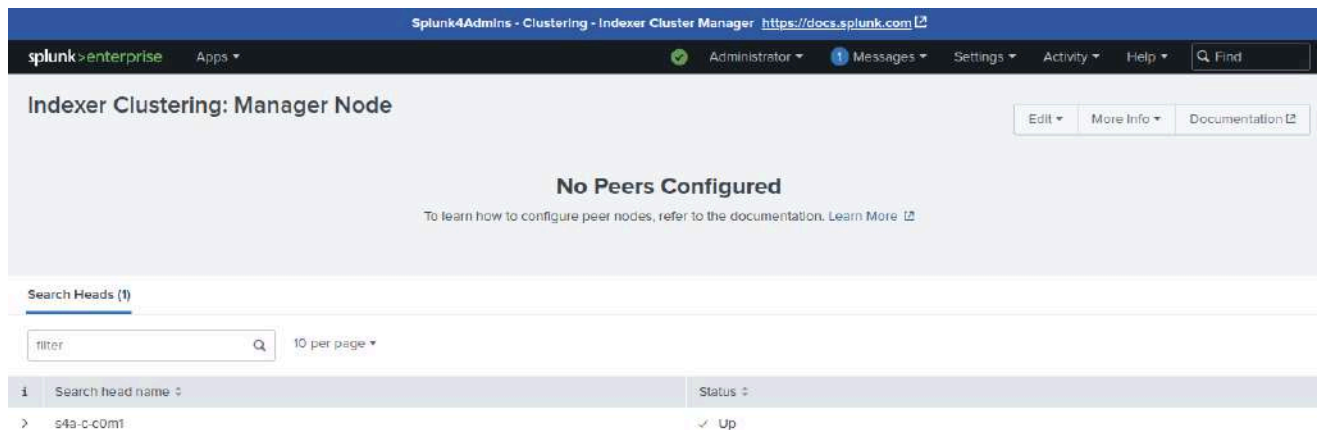 Splunk4Admins - Clustering - Indexer Cluster Manager https://docs.splunk.com
splunk>enterprise Apps Administrator 1 Messages Settings Activity Help Find
Indexer Clustering: Manager Node
Edit More Info Documentation
No Peers Configured
To learn how to configure peer nodes, refer to the documentation. Learn More
Search Heads (1)
filter 10 per page
i Search head name Status
> s4a-c-c0m1 Up